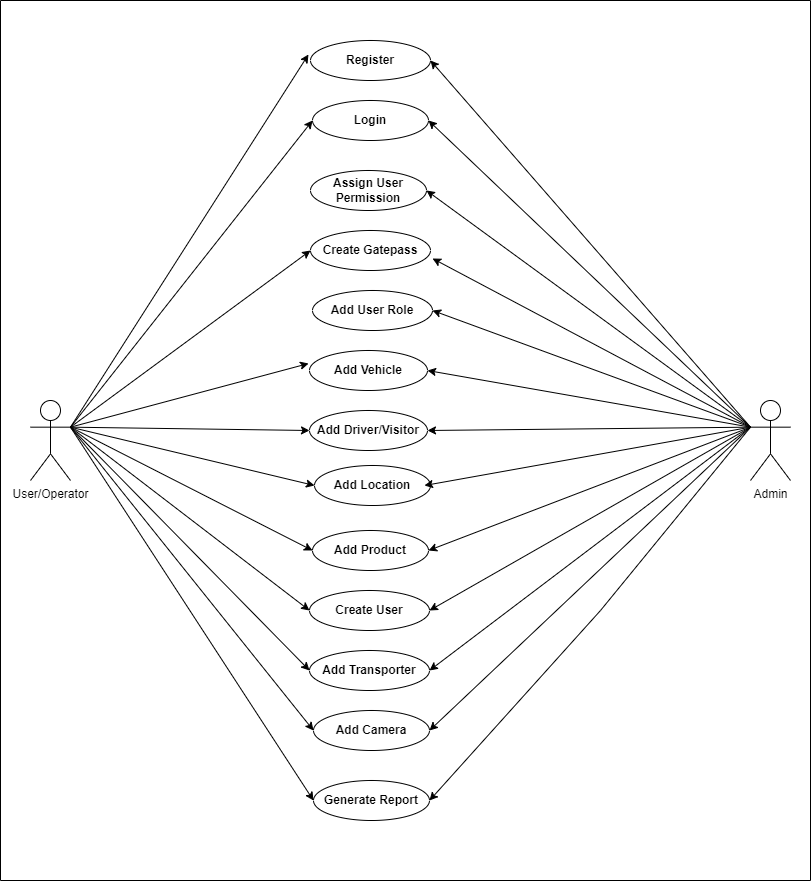 Register
Login
Assign User
Permission
Create Gatepass
Add User Role
Add Vehicle
Add Driver/Visitor
Add Location
User/Operator
Admin
Add Product
Create User
Add Transporter
Add Camera
Generate Report